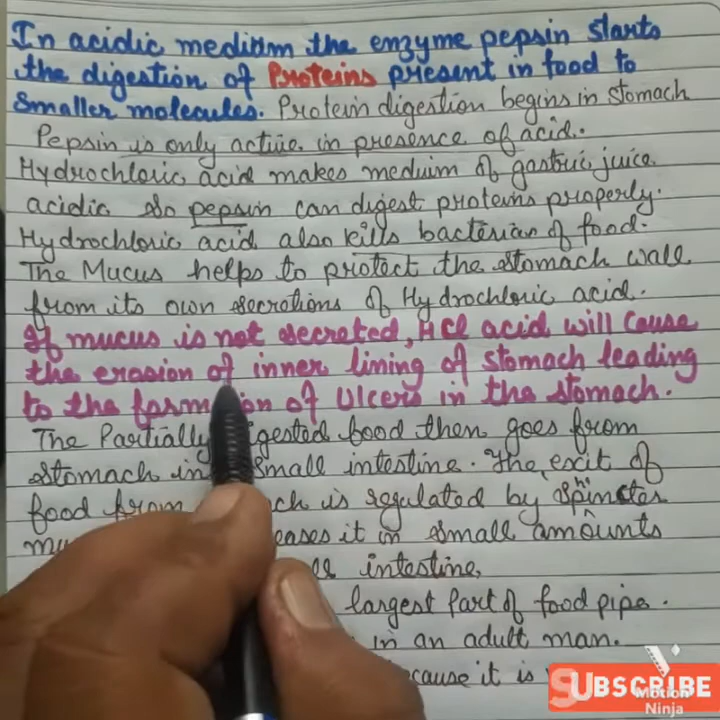 In acidic medium the enzyme pepsin starts
the digestion of Proteins present in food to
smaller molecules. Protein digestion begins in stomach
Pepsin is only active in presence of acid.
Hydrochloric acid makes meduim of gastric juice
acidic so pepsin can digest proteins properly.
Hydrochloric acid also kills bacterias of food.
The Mucus helps to protect the stomach wall
from its own secretions of Hydrochloric acid.
If mucus is not secreted, HCl acid will cause
the erosion of inner lining of stomach leading
to the formation of Ulcers in the stomach.
The Partially digested food then goes from
stomach in small intestine. The exit of
food from is regulated by Sphincter
it in small amounts
intestine,
largest part of food pipe.
in an adult man.
it is
SUBSCRIBE
Motion
Ninja